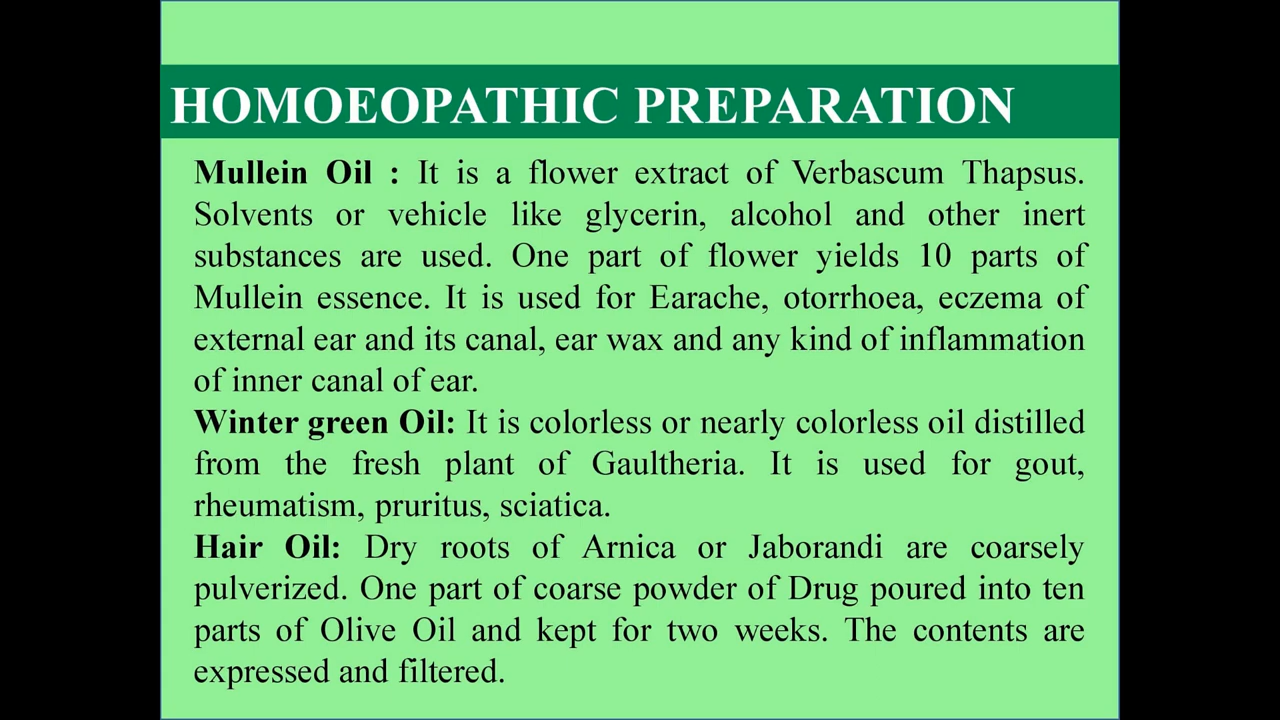 HOMOEOPATHIC PREPARATION
Mullein Oil : It is a flower extract of Verbascum Thapsus.
Solvents or vehicle like glycerin, alcohol and other inert
substances are used. One part of flower yields 10 parts of
Mullein essence. It is used for Earache, otorrhoea, eczema of
external ear and its canal, ear wax and any kind of inflammation
of inner canal of ear.
Winter green Oil: It is colorless or nearly colorless oil distilled
from the fresh plant of Gaultheria. It is used for gout,
rheumatism, pruritus, sciatica.
Hair Oil: Dry roots of Arnica or Jaborandi are coarsely
pulverized. One part of coarse powder of Drug poured into ten
parts of Olive Oil and kept for two weeks. The contents are
expressed and filtered.